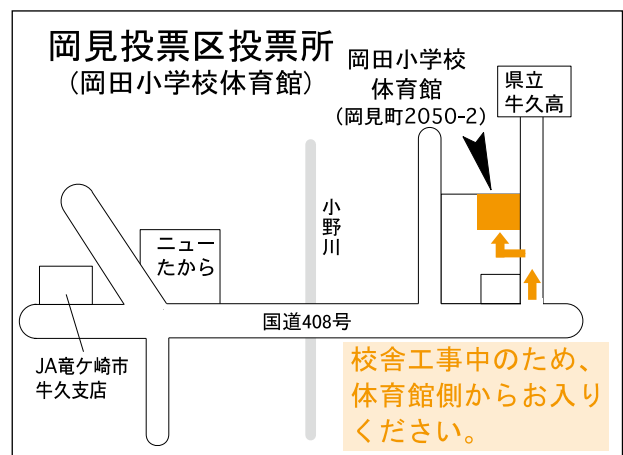 岡見投票区投票所
(岡田小学校体育館)
岡田小学校
体育館
(岡見町2050-2)
県立
牛久高
小野川
ニュー
たから
国道408号
JA竜ケ崎市
牛久支店
校舎工事中のため、
体育館側からお入り
ください。